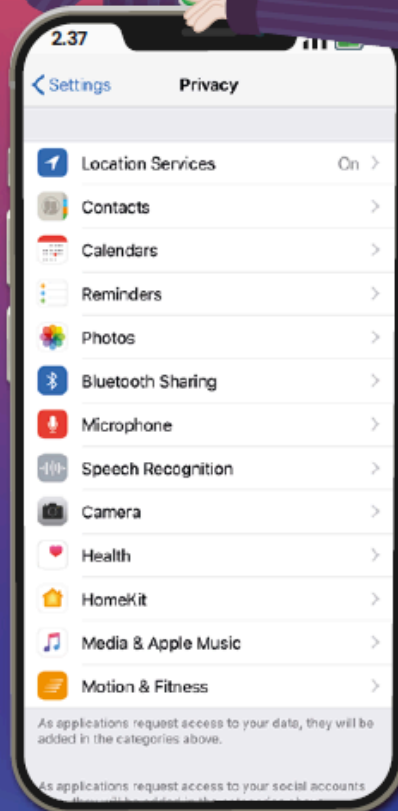 2.37
Settings Privacy
Location Services On
Contacts
Calendars
Reminders
Photos
Bluetooth Sharing
Microphone
Speech Recognition
Camera
Health
HomeKit
Media & Apple Music
Motion & Fitness
As applications request access to your data, they will be
added in the categories above.
As applications request access to your social accounts